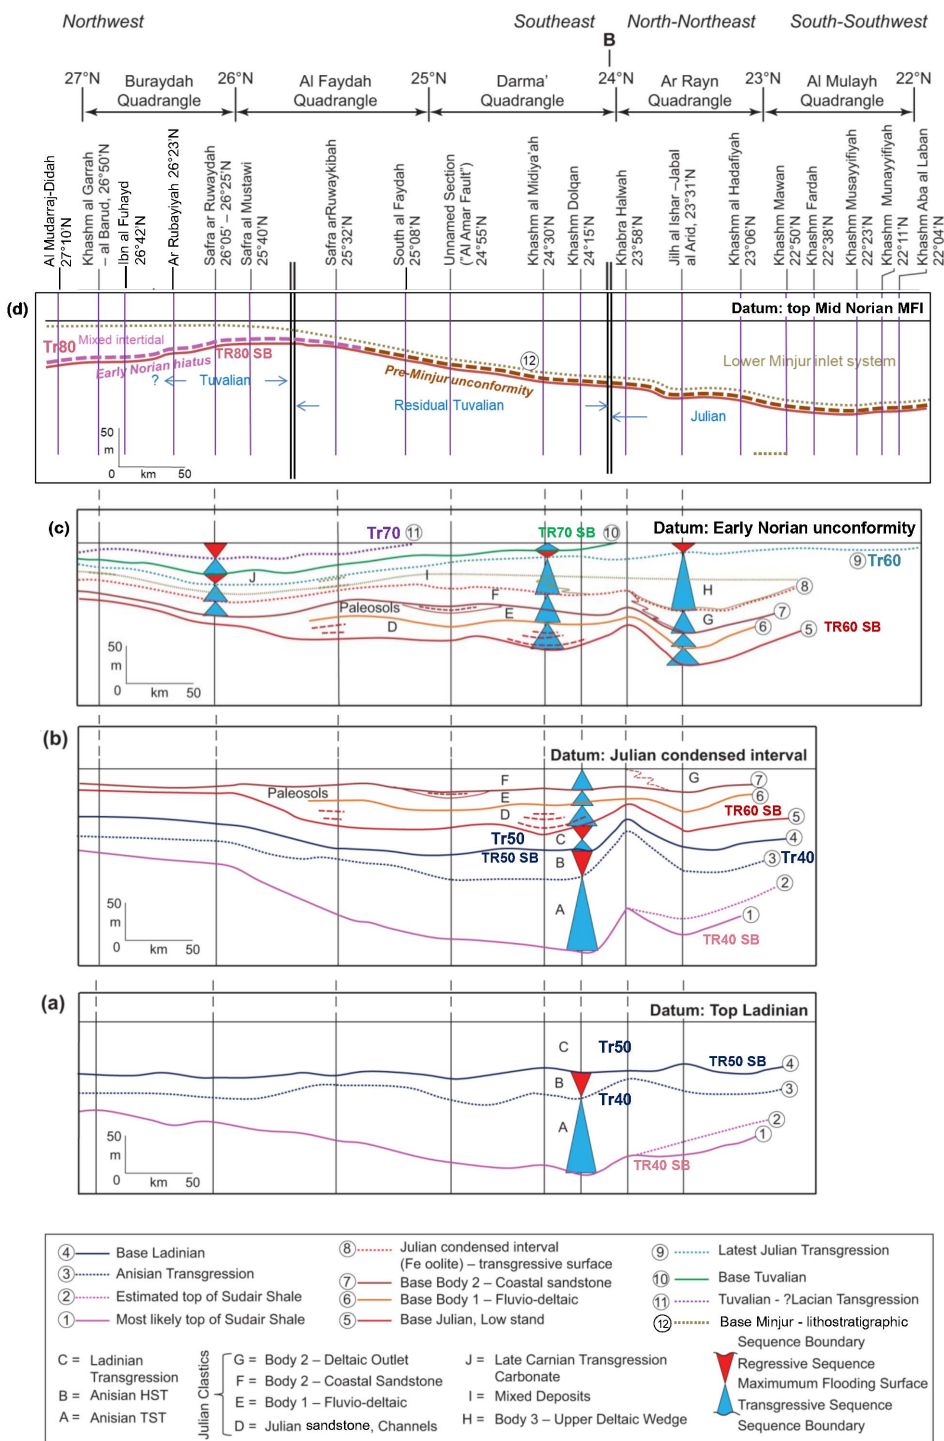 Northwest
Southeast
North-Northeast
South-Southwest
B
27°N
26°N
25°N
24°N
23°N
22°N
Buraydah
Quadrangle
Al Faydah
Quadrangle
Darma'
Quadrangle
Ar Rayn
Quadrangle
Al Mulayh
Quadrangle
Al Mudarraj-Didah
27°10'N
Khashm al Garrah
– al Barud, 26°50'N
Ibn al Fuhayd
26°42'N
Ar Rubayiyah 26°23'N
Safra ar Ruwaydah
26°05' – 26°25'N
Safra al Mustawi
25°40'N
Safra arRuwaykibah
25°32'N
South al Faydah
25°08'N
Unnamed Section
("Al Amar Fault")
24°55'N
Khashm al Midiya'ah
24°30'N
Khashm Dolqan
24°15'N
Khabra Halwah
23°58'N
Jilh al Ishar –Jabal
al Arid, 23°31'N
Khashm al Hadafiyah
23°06'N
Khashm Mawan
22°50'N
Khashm Fardah
22°38'N
Khashm Musayyifiyah
22°23'N
Khashm Munayyifiyah
22°11'N
Khashm Aba al Laban
22°04'N
(d)
Datum: top Mid Norian MFI
Tr80
Mixed intertidal
Early Norian hiatus
TR80 SB
12
Pre-Minjur unconformity
Lower Minjur inlet system
?
Tuvalian
Residual Tuvalian
Julian
50
m
0
km
50
(c)
Datum: Early Norian unconformity
Tr70
11
TR70 SB
10
9
Tr60
J
I
H
8
F
Paleosols
E
G
7
D
6
5
TR60 SB
50
m
0
km
50
(b)
Datum: Julian condensed interval
F
G
7
Paleosols
E
6
TR60 SB
D
5
Tr50
C
4
TR50 SB
B
3
Tr40
2
A
1
TR40 SB
50
m
0
km
50
(a)
Datum: Top Ladinian
C
Tr50
TR50 SB
4
B
3
Tr40
A
2
1
TR40 SB
50
m
0
km
50
4 Base Ladinian
3 Anisian Transgression
2 Estimated top of Sudair Shale
1 Most likely top of Sudair Shale
8 Julian condensed interval
(Fe oolite) – transgressive surface
7 Base Body 2 – Coastal sandstone
6 Base Body 1 – Fluvio-deltaic
5 Base Julian, Low stand
9 Latest Julian Transgression
10 Base Tuvalian
11 Tuvalian - ?Lacian Tansgression
12 Base Minjur - lithostratigraphic
C = Ladinian
Transgression
B = Anisian HST
A = Anisian TST
Julian Clastics
G = Body 2 – Deltaic Outlet
F = Body 2 – Coastal Sandstone
E = Body 1 – Fluvio-deltaic
D = Julian sandstone, Channels
J = Late Carnian Transgression
Carbonate
I = Mixed Deposits
H = Body 3 – Upper Deltaic Wedge
Sequence Boundary
Regressive Sequence
Maximumum Flooding Surface
Transgressive Sequence
Sequence Boundary